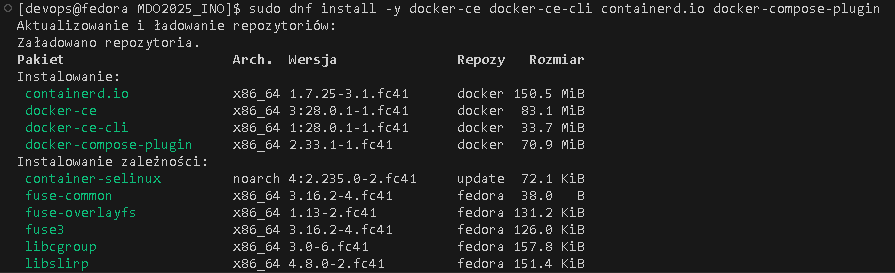 [devops@fedora MDO2025_INO]$ sudo dnf install -y docker-ce docker-ce-cli containerd.io docker-compose-plugin
Aktualizowanie i ładowanie repozytoriów:
Załadowano repozytoria.
Pakiet Arch. Wersja Repozy Rozmiar
Instalowanie:
containerd.io x86_64 1.7.25-3.1.fc41 docker 150.5 MiB
docker-ce x86_64 3:28.0.1-1.fc41 docker 83.1 MiB
docker-ce-cli x86_64 1:28.0.1-1.fc41 docker 33.7 MiB
docker-compose-plugin x86_64 2.33.1-1.fc41 docker 70.9 MiB
Instalowanie zależności:
container-selinux noarch 4:2.235.0-2.fc41 update 72.1 KiB
fuse-common x86_64 3.16.2-4.fc41 fedora 38.0 B
fuse-overlayfs x86_64 1.13-2.fc41 fedora 131.2 KiB
fuse3 x86_64 3.16.2-4.fc41 fedora 126.0 KiB
libcgroup x86_64 3.0-6.fc41 fedora 157.8 KiB
libslirp x86_64 4.8.0-2.fc41 fedora 151.4 KiB